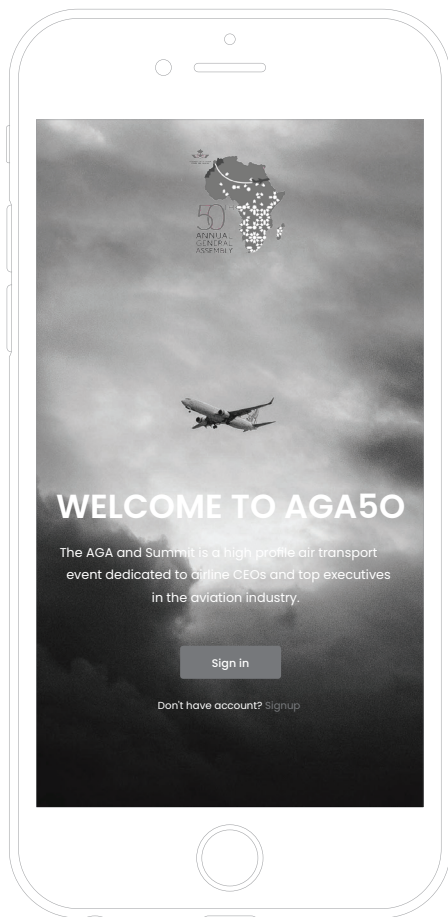 50
ANNUAL
GENERAL
ASSEMBLY
WELCOME TO AGA50
The AGA and Summit is a high profile air transport
event dedicated to airline CEOs and top executives
in the aviation industry.
Sign in
Don't have account? Signup